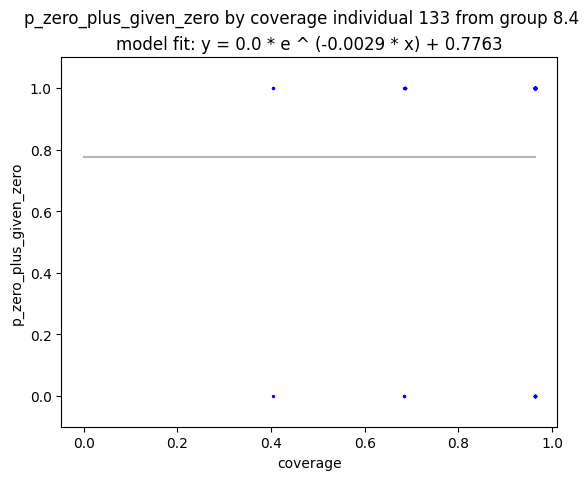 p_zero_plus_given_zero by coverage individual 133 from group 8.4
model fit: y = 0.0 * e ^ (-0.0029 * x) + 0.7763
1.0
0.8
0.6
0.4
0.2
0.0
p_zero_plus_given_zero
0.0 0.2 0.4 0.6 0.8 1.0
coverage